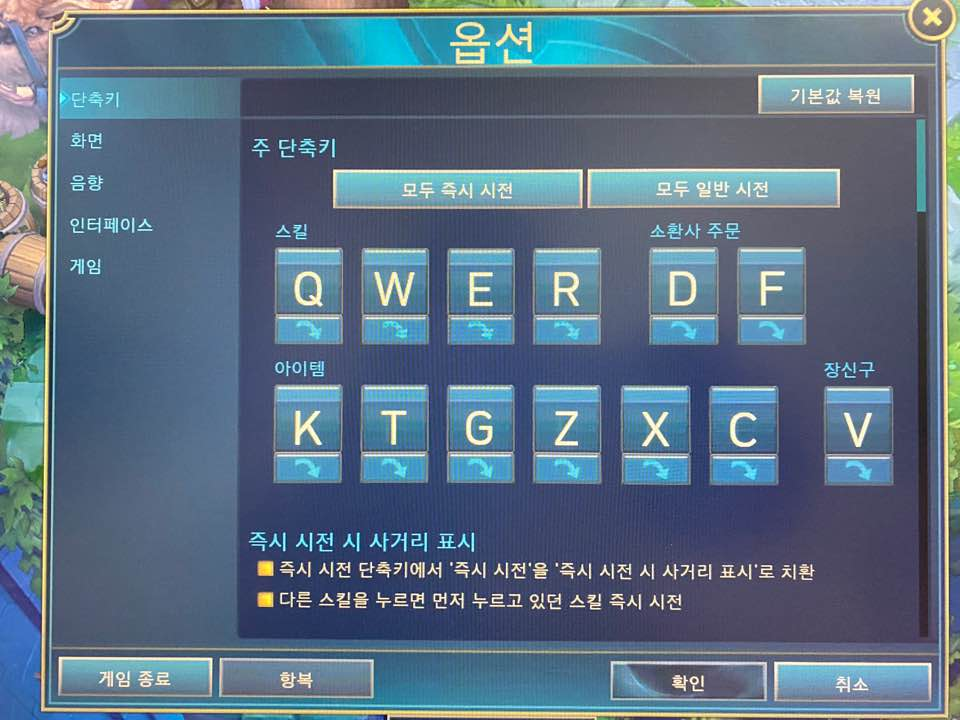 옵션
단축키
기본값 복원
화면
음향
인터페이스
게임
주 단축키
모두 즉시 시전
모두 일반 시전
스킬
소환사 주문
Q W E R D F
아이템
장신구
K T G Z X C V
즉시 시전 시 사거리 표시
즉시 시전 단축키에서 '즉시 시전'을 '즉시 시전 시 사거리 표시'로 치환
다른 스킬을 누르면 먼저 누르고 있던 스킬 즉시 시전
게임 종료
항복
확인
취소